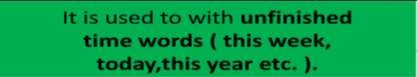 It is used to with unfinished
time words ( this week,
today,this year etc. ).